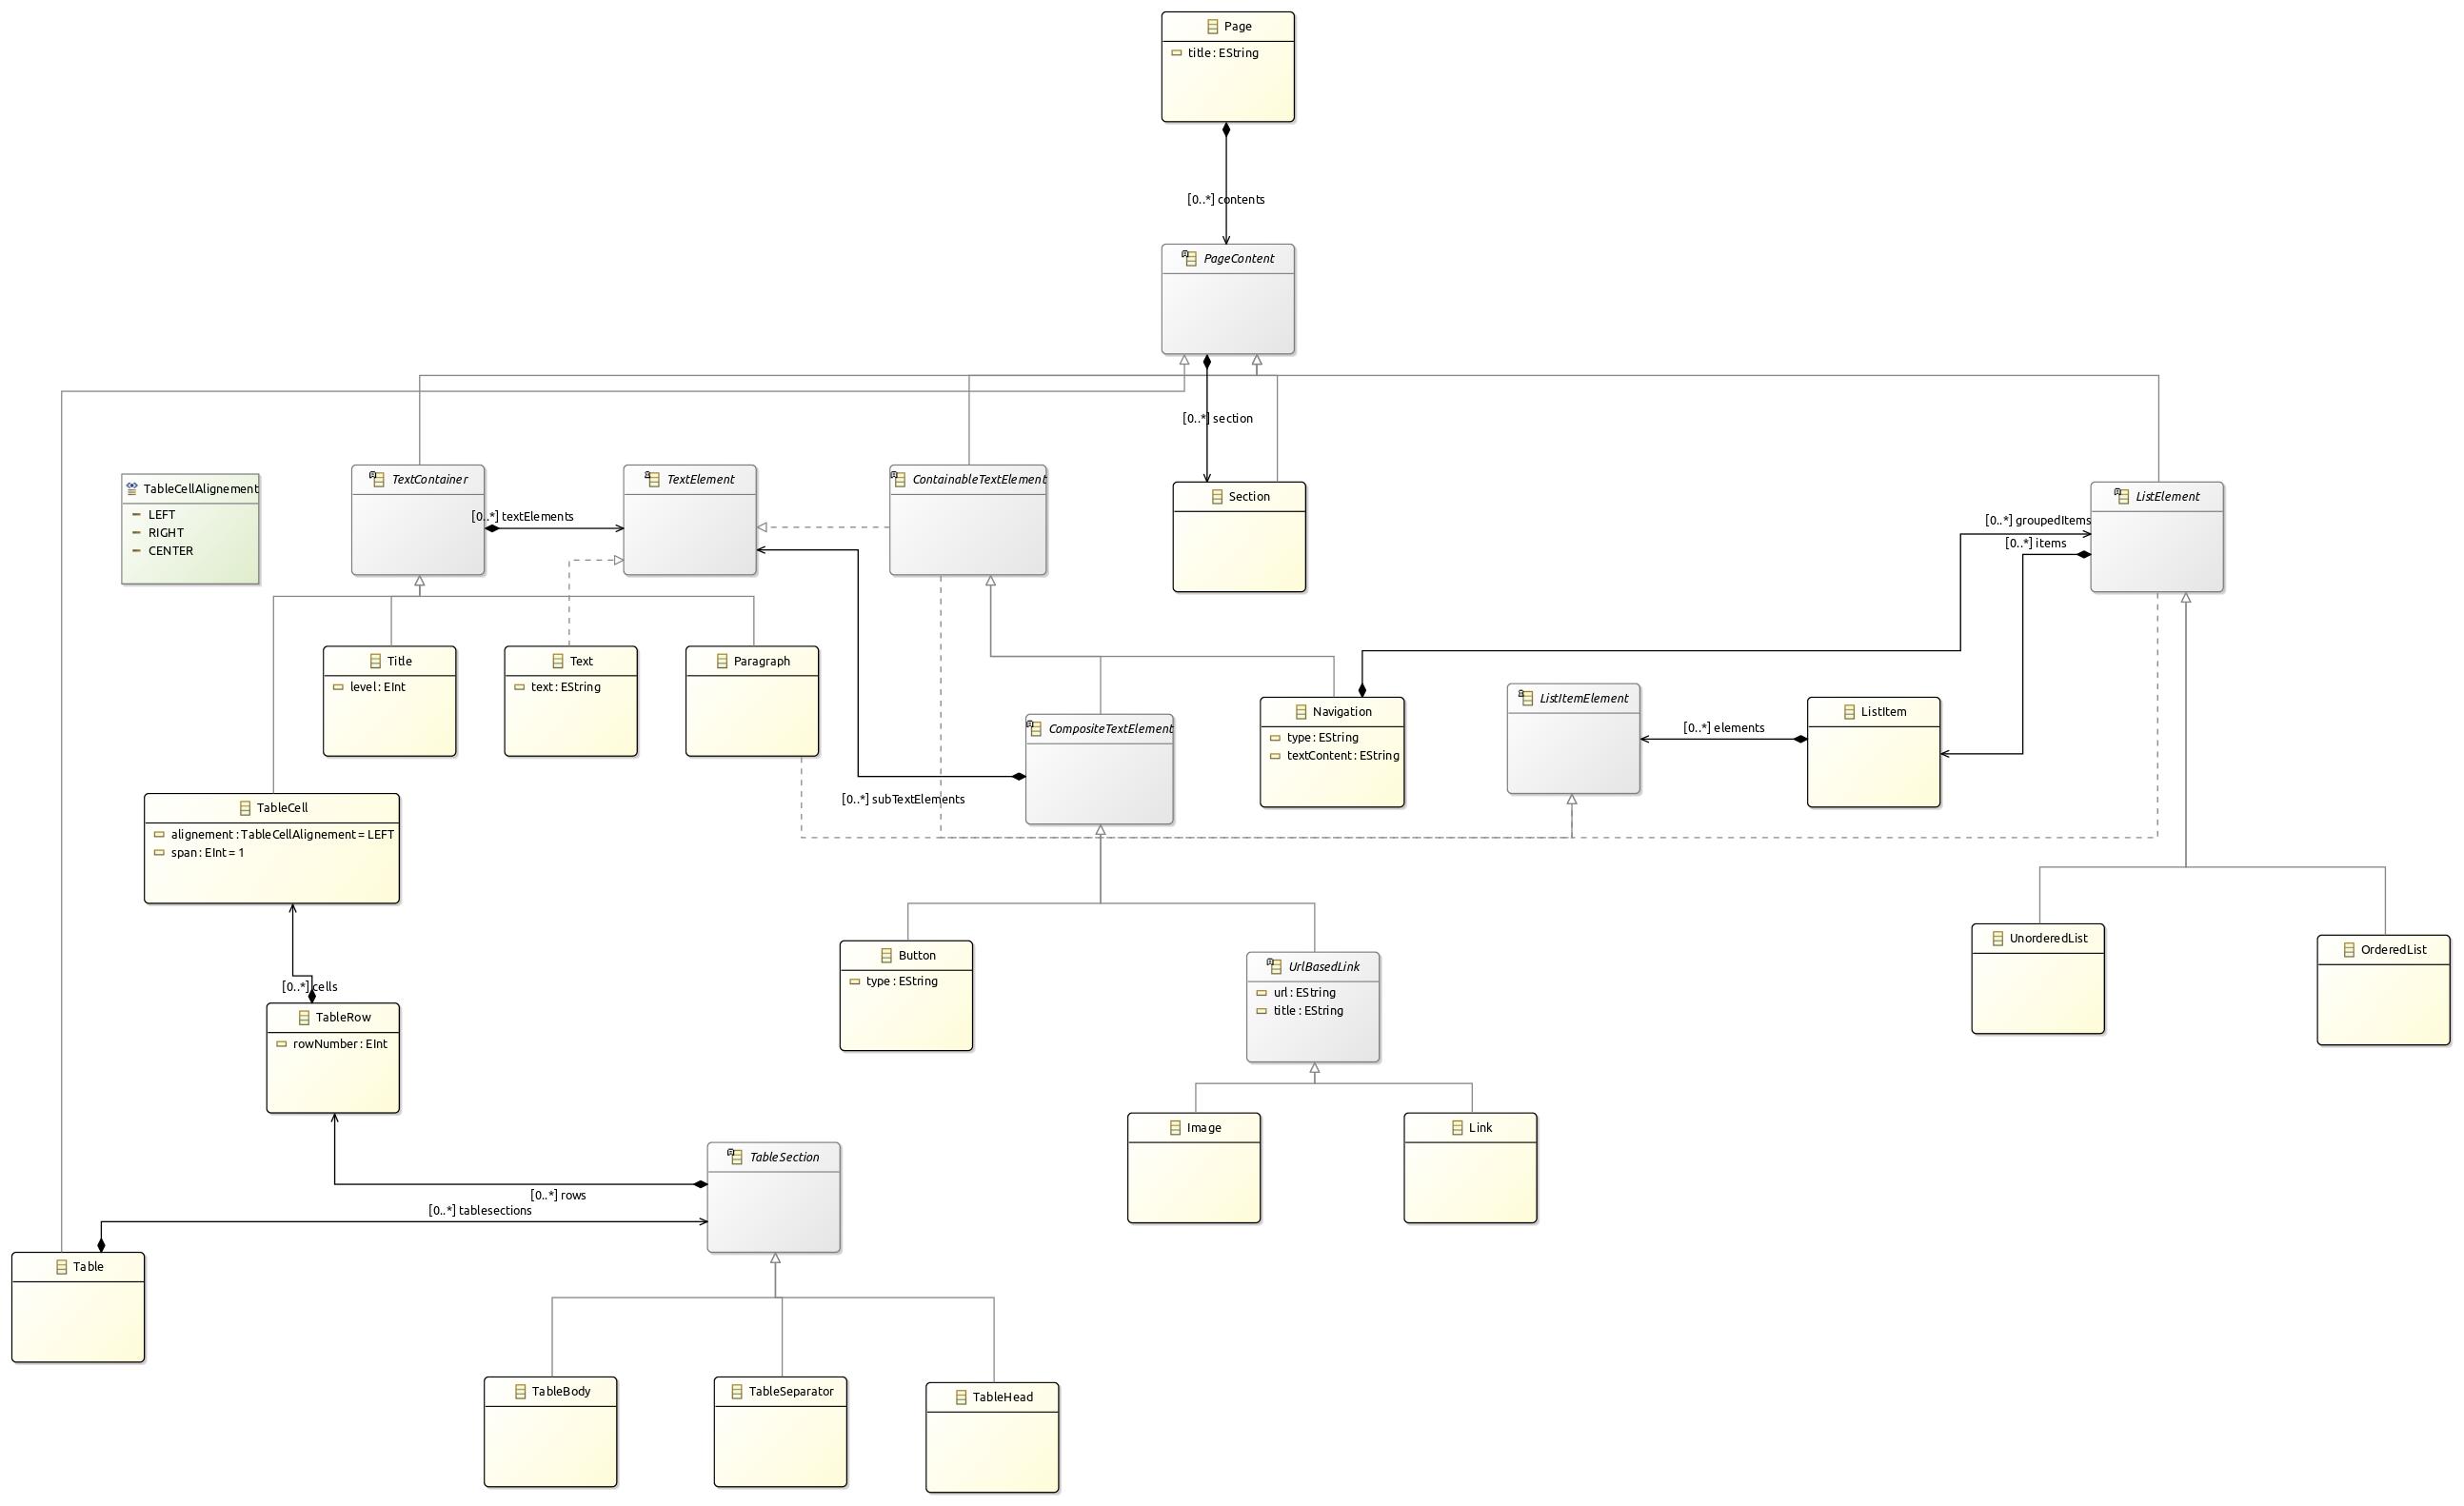 Page
title : EString
[0..*] contents
PageContent
[0..*] section
TableCellAlignement
LEFT
RIGHT
CENTER
TextContainer
[0..*] textElements
TextElement
ContainableTextElement
Section
ListElement
[0..*] groupedItems
[0..*] items
Title
level : EInt
Text
text : EString
Paragraph
CompositeTextElement
[0..*] subTextElements
Navigation
type : EString
textContent : EString
ListItemElement
[0..*] elements
ListItem
TableCell
alignement : TableCellAlignement = LEFT
span : EInt = 1
[0..*] cells
TableRow
rowNumber : EInt
Button
type : EString
UrlBasedLink
url : EString
title : EString
UnorderedList
OrderedList
Image
Link
TableSection
[0..*] rows
[0..*] tablesections
Table
TableBody
TableSeparator
TableHead